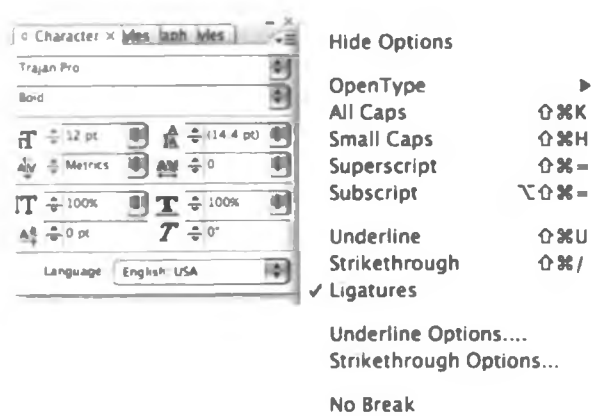 Character
Trajan Pro
Bold
12 pt
(14.4 pt)
Metrics
0
100%
100%
0 pt
0°
Language
English: USA
Hide Options
OpenType
All Caps ⇧⌘K
Small Caps ⇧⌘H
Superscript ⇧⌘=
Subscript ⌥⇧⌘=
Underline ⇧⌘U
Strikethrough ⇧⌘/
✓ Ligatures
Underline Options....
Strikethrough Options...
No Break